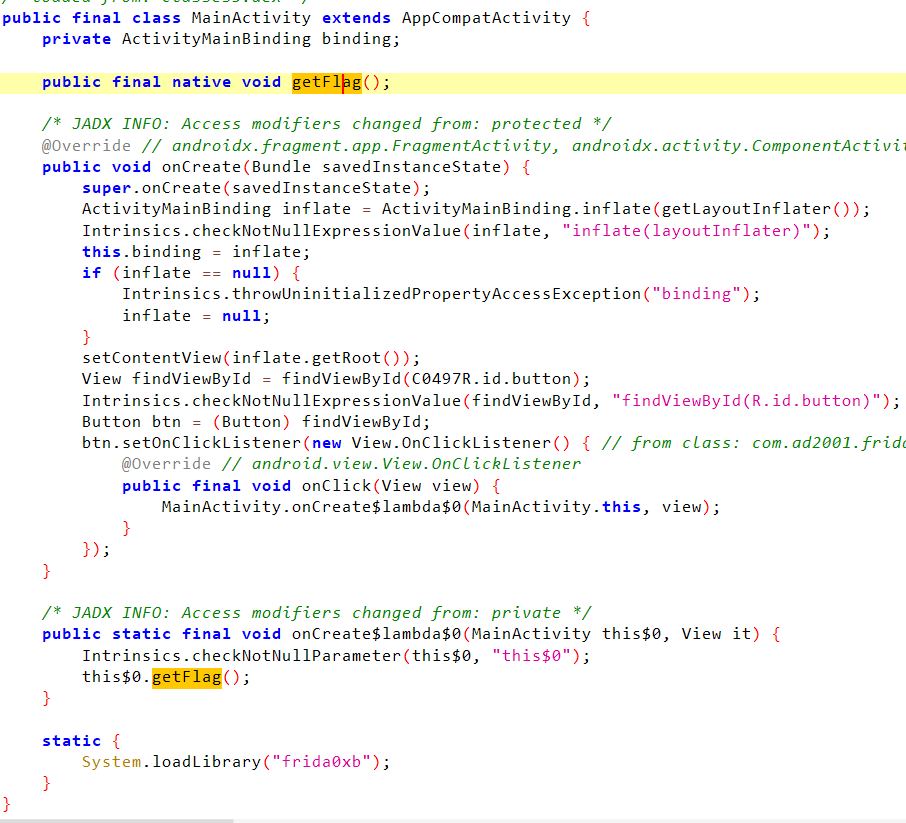 public final class MainActivity extends AppCompatActivity {
    private ActivityMainBinding binding;

    public final native void getFlag();

    /* JADX INFO: Access modifiers changed from: protected */
    @Override // androidx.fragment.app.FragmentActivity, androidx.activity.ComponentActivit
    public void onCreate(Bundle savedInstanceState) {
        super.onCreate(savedInstanceState);
        ActivityMainBinding inflate = ActivityMainBinding.inflate(getLayoutInflater());
        Intrinsics.checkNotNullExpressionValue(inflate, "inflate(layoutInflater)");
        this.binding = inflate;
        if (inflate == null) {
            Intrinsics.throwUninitializedPropertyAccessException("binding");
            inflate = null;
        }
        setContentView(inflate.getRoot());
        View findViewById = findViewById(C0497R.id.button);
        Intrinsics.checkNotNullExpressionValue(findViewById, "findViewById(R.id.button)");
        Button btn = (Button) findViewById;
        btn.setOnClickListener(new View.OnClickListener() { // from class: com.ad2001.frida
            @Override // android.view.View.OnClickListener
            public final void onClick(View view) {
                MainActivity.onCreate$lambda$0(MainActivity.this, view);
            }
        });
    }

    /* JADX INFO: Access modifiers changed from: private */
    public static final void onCreate$lambda$0(MainActivity this$0, View it) {
        Intrinsics.checkNotNullParameter(this$0, "this$0");
        this$0.getFlag();
    }

    static {
        System.loadLibrary("frida0xb");
    }
}